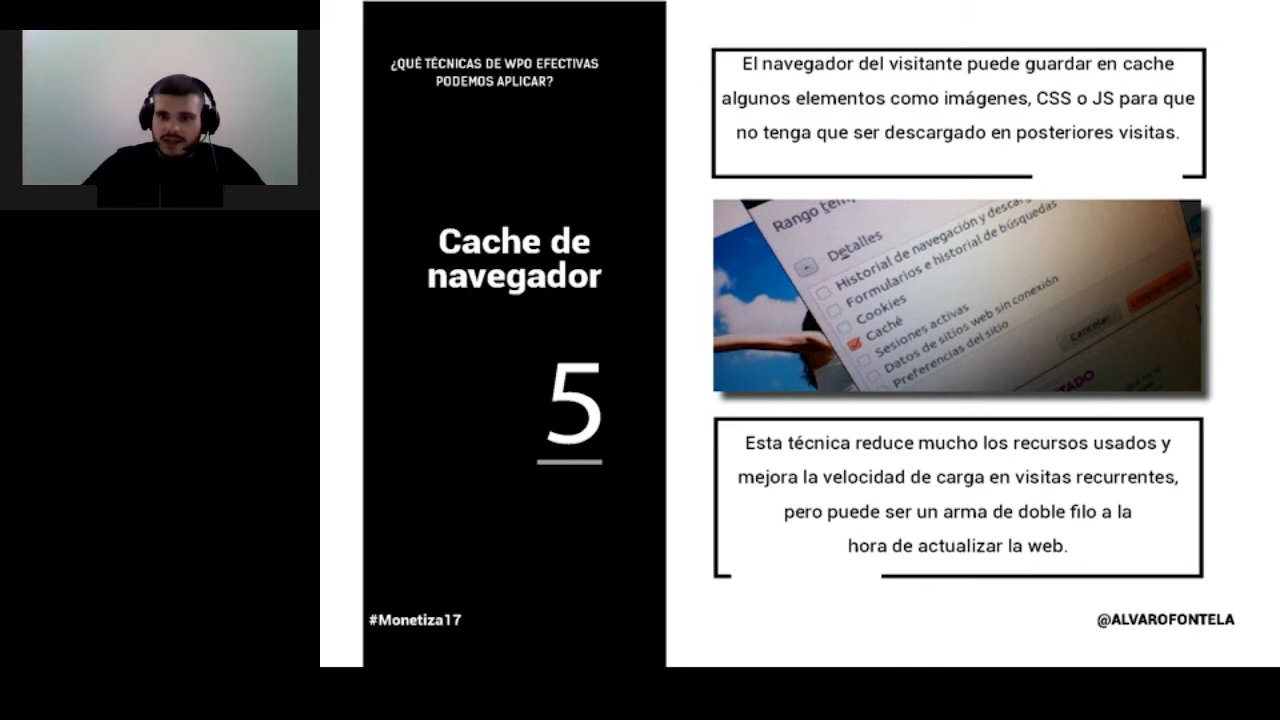 ¿QUÉ TÉCNICAS DE WPO EFECTIVAS
PODEMOS APLICAR?
Cache de
navegador
5
#Monetiza17
El navegador del visitante puede guardar en cache
algunos elementos como imágenes, CSS o JS para que
no tenga que ser descargado en posteriores visitas.
Rango
Detalles
Historial de navegación y
Formularios e historial de búsquedas
Cookies
Caché
Sesiones activas
Datos de sitios web sin conexión
Preferencias del sitio
Cancelar
Esta técnica reduce mucho los recursos usados y
mejora la velocidad de carga en visitas recurrentes,
pero puede ser un arma de doble filo a la
hora de actualizar la web.
@ALVAROFONTELA